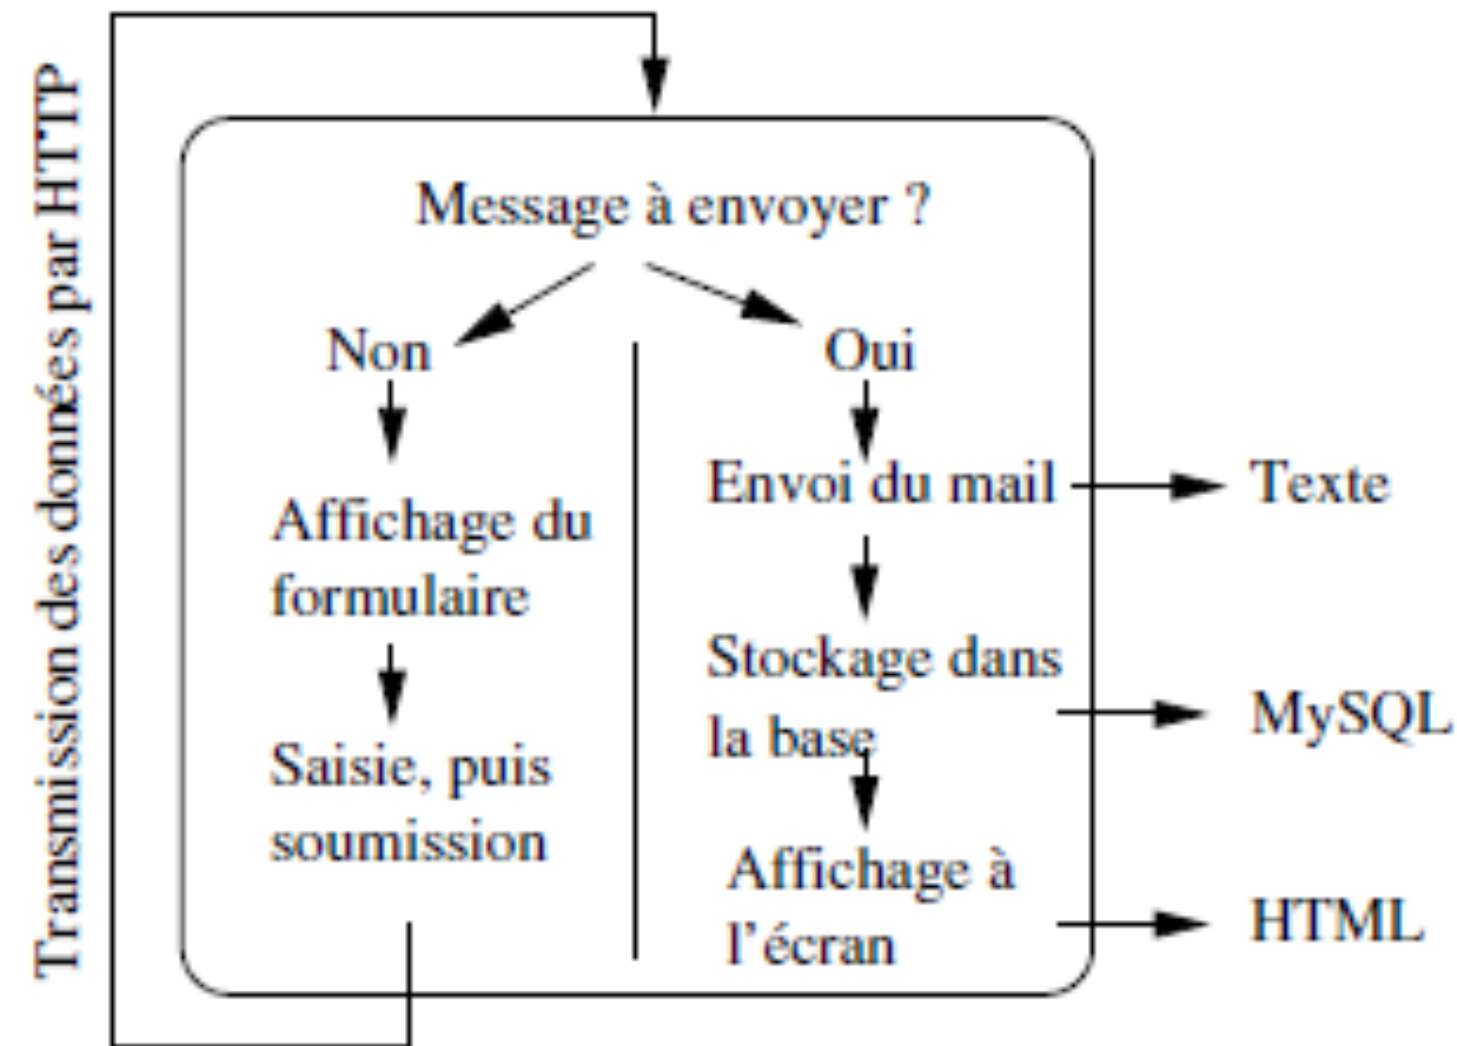 Transmission des données par HTTP
Message à envoyer ?
Non
Oui
Affichage du
formulaire
Saisie, puis
soumission
Envoi du mail
Texte
Stockage dans
la base
MySQL
Affichage à
l'écran
HTML